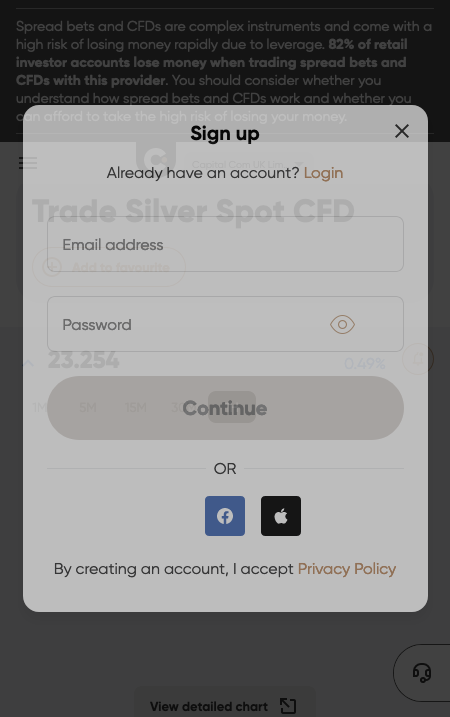 Spread bets and CFDs are complex instruments and come with a
high risk of losing money rapidly due to leverage. 82% of retail
investor accounts lose money when trading spread bets and
CFDs with this provider. You should consider whether you
understand how spread bets and CFDs work and whether you
can afford to take the high risk of losing your money.
Sign up
Capital Com UK
Already have an account? Login
Trade Silver Spot CFD
Email address
Add to favourite
Password
23.254
0.49%
1M 5M 15M
Continue
OR
By creating an account, I accept Privacy Policy
View detailed chart